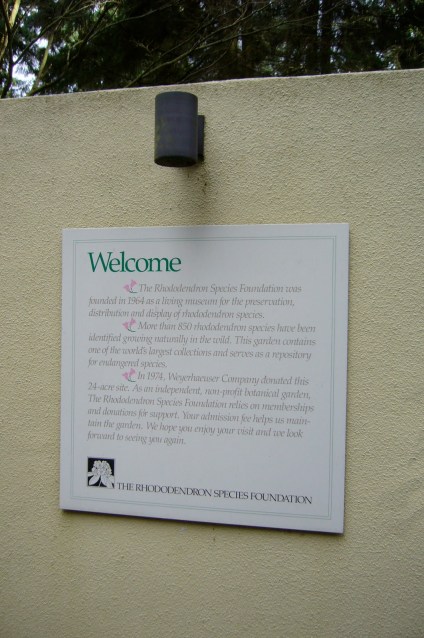 Welcome
The Rhododendron Species Foundation was
founded in 1964 as a living museum for the preservation,
distribution and display of rhododendron species.
More than 850 rhododendron species have been
identified growing naturally in the wild. This garden contains
one of the world's largest collections and serves as a repository
for endangered species.
In 1974, Weyerhaeuser Company donated this
24-acre site. As an independent, non-profit botanical garden,
The Rhododendron Species Foundation relies on memberships
and donations for support. Your admission fee helps us main-
tain the garden. We hope you enjoy your visit and we look
forward to seeing you again.
THE RHODODENDRON SPECIES FOUNDATION